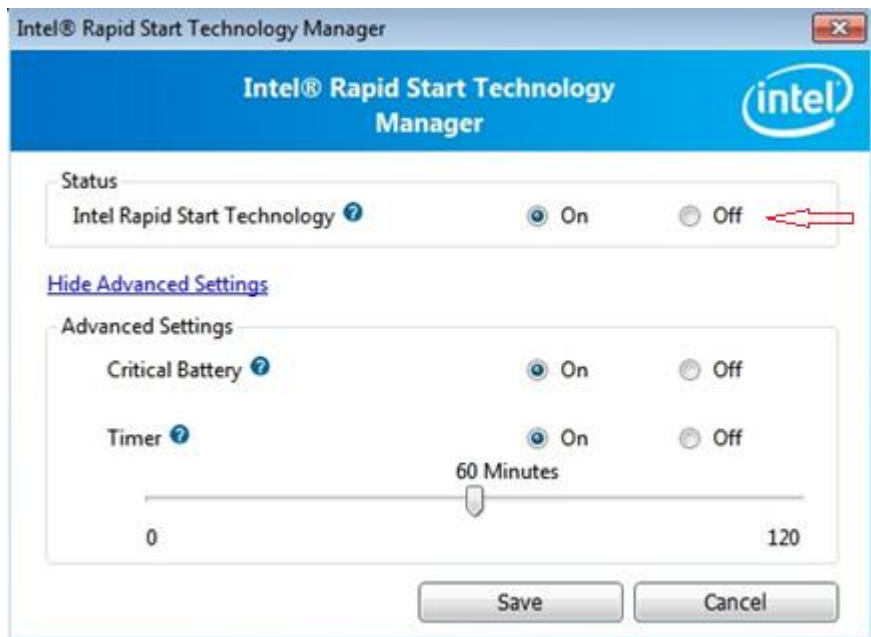 Intel® Rapid Start Technology Manager
Intel® Rapid Start Technology
Manager
intel
Status
Intel Rapid Start Technology ? On Off
Hide Advanced Settings
Advanced Settings
Critical Battery ? On Off
Timer ? On Off
60 Minutes
0 120
Save Cancel